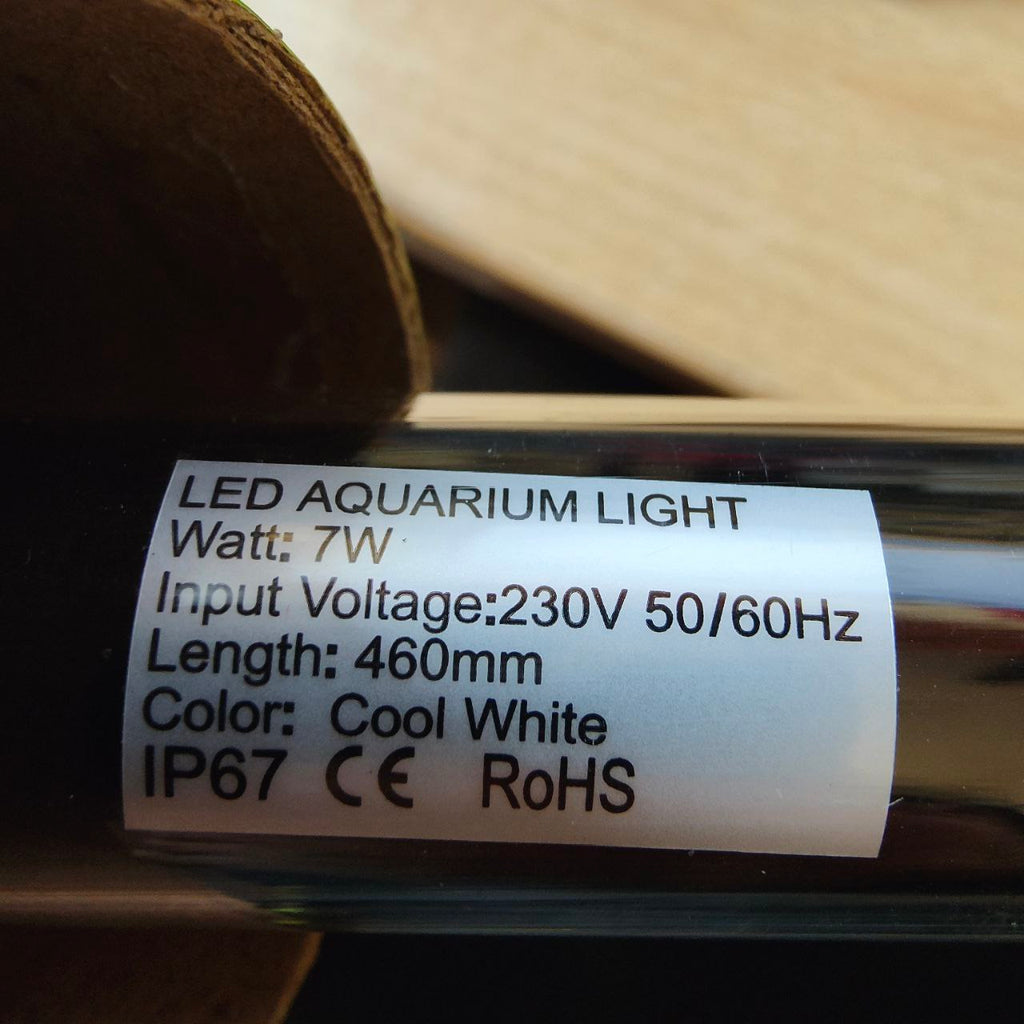 LED AQUARIUM LIGHT
Watt: 7W
Input Voltage:230V 50/60Hz
Length: 460mm
Color: Cool White
IP67 CE RoHS